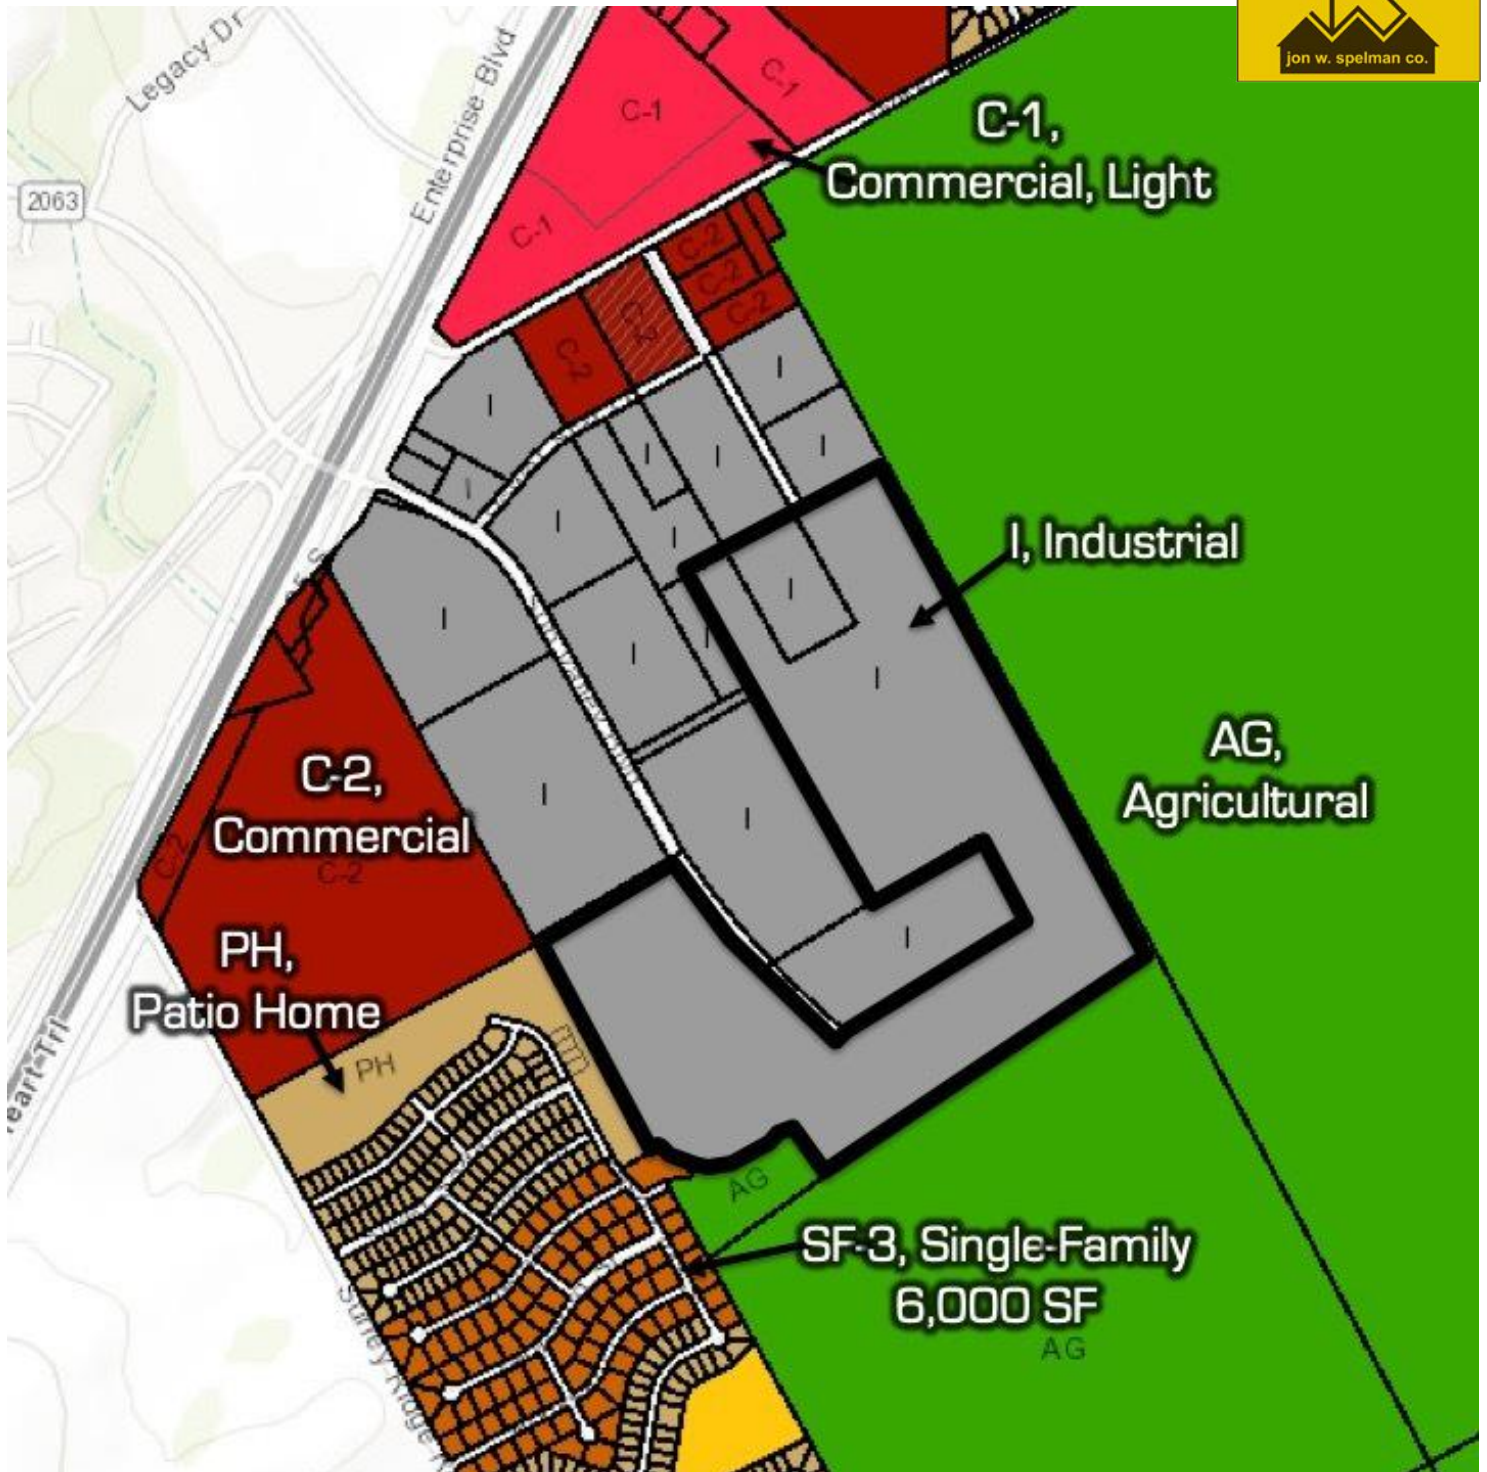 jon w. spelman co.
Legacy Dr
Enterprise Blvd
2063
C-1
C-1
C-1
C-1,
Commercial, Light
C-2
C-2
C-2
C-2
C-2
I
I
I
I
I
I
I
I
I, Industrial
I
I
I
I
I
I
AG,
Agricultural
C-2,
Commercial
C-2
C-2
I
I
I
PH,
Patio Home
PH
AG
SF-3, Single-Family
6,000 SF
AG